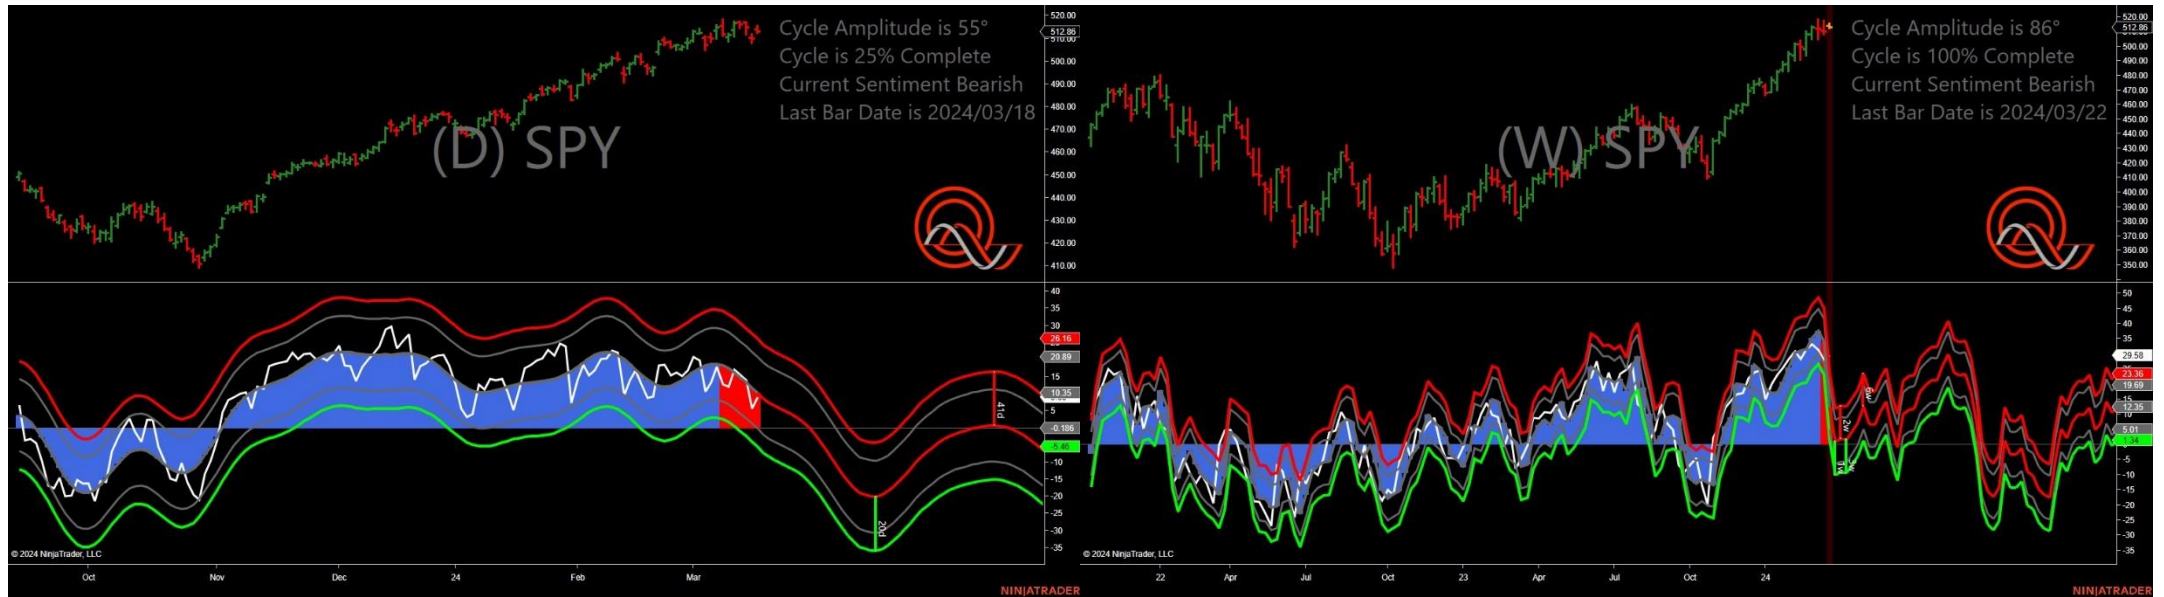 Cycle Amplitude is 55°
Cycle is 25% Complete
Current Sentiment Bearish
Last Bar Date is 2024/03/18
(D) SPY
520.00
512.86
510.00
500.00
490.00
480.00
470.00
460.00
450.00
440.00
430.00
420.00
410.00
40
35
30
26.16
20.89
15
10.35
5
-0.186
-5.46
-10
-15
-20
-25
-30
-35
41d
20d
© 2024 NinjaTrader, LLC
Oct
Nov
Dec
24
Feb
Mar
NINJATRADER
Cycle Amplitude is 86°
Cycle is 100% Complete
Current Sentiment Bearish
Last Bar Date is 2024/03/22
(W) SPY
520.00
512.86
500.00
490.00
480.00
470.00
460.00
450.00
440.00
430.00
420.00
410.00
400.00
390.00
380.00
370.00
360.00
350.00
50
45
40
35
29.58
23.36
19.69
15
12.35
5.01
1.34
-5
-10
-15
-20
-25
-30
-35
6w
2w
© 2024 NinjaTrader, LLC
22
Apr
Jul
Oct
23
Apr
Jul
Oct
24
NINJATRADER